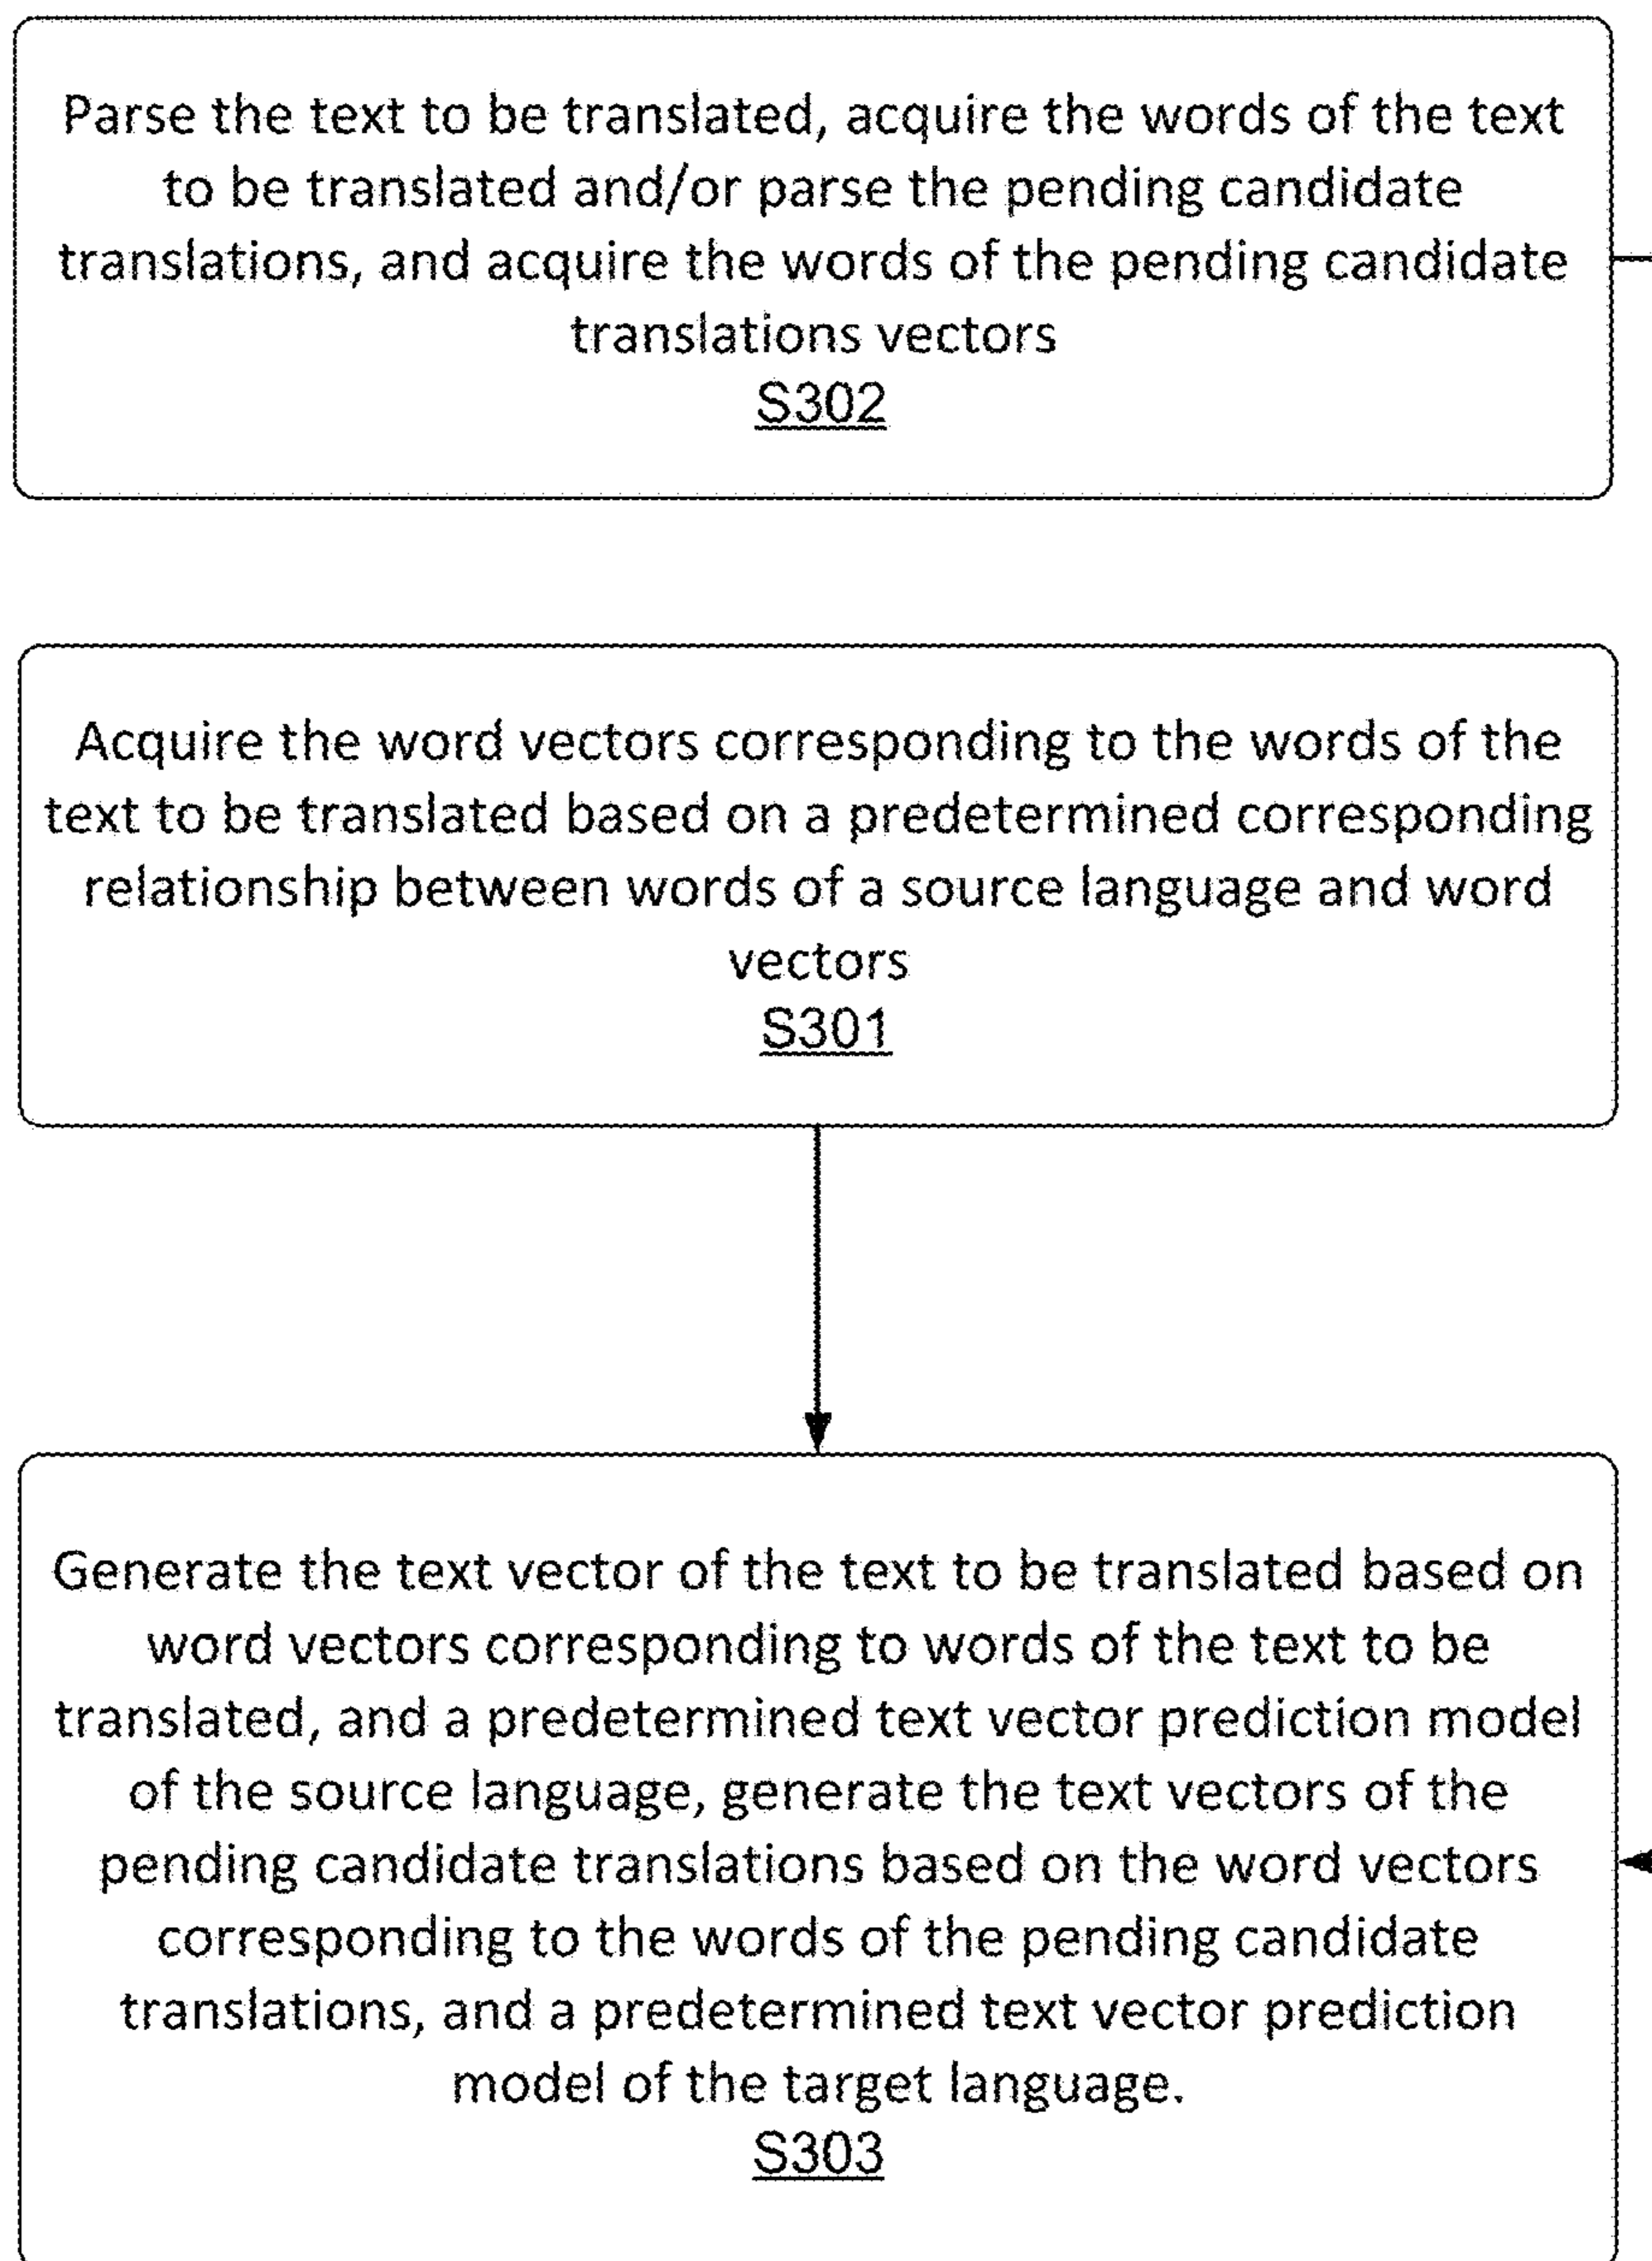 Parse the text to be translated, acquire the words of the text
to be translated and/or parse the pending candidate
translations, and acquire the words of the pending candidate
translations vectors
S302
Acquire the word vectors corresponding to the words of the
text to be translated based on a predetermined corresponding
relationship between words of a source language and word
vectors
S301
Generate the text vector of the text to be translated based on
word vectors corresponding to words of the text to be
translated, and a predetermined text vector prediction model
of the source language, generate the text vectors of the
pending candidate translations based on the word vectors
corresponding to the words of the pending candidate
translations, and a predetermined text vector prediction
model of the target language.
S303